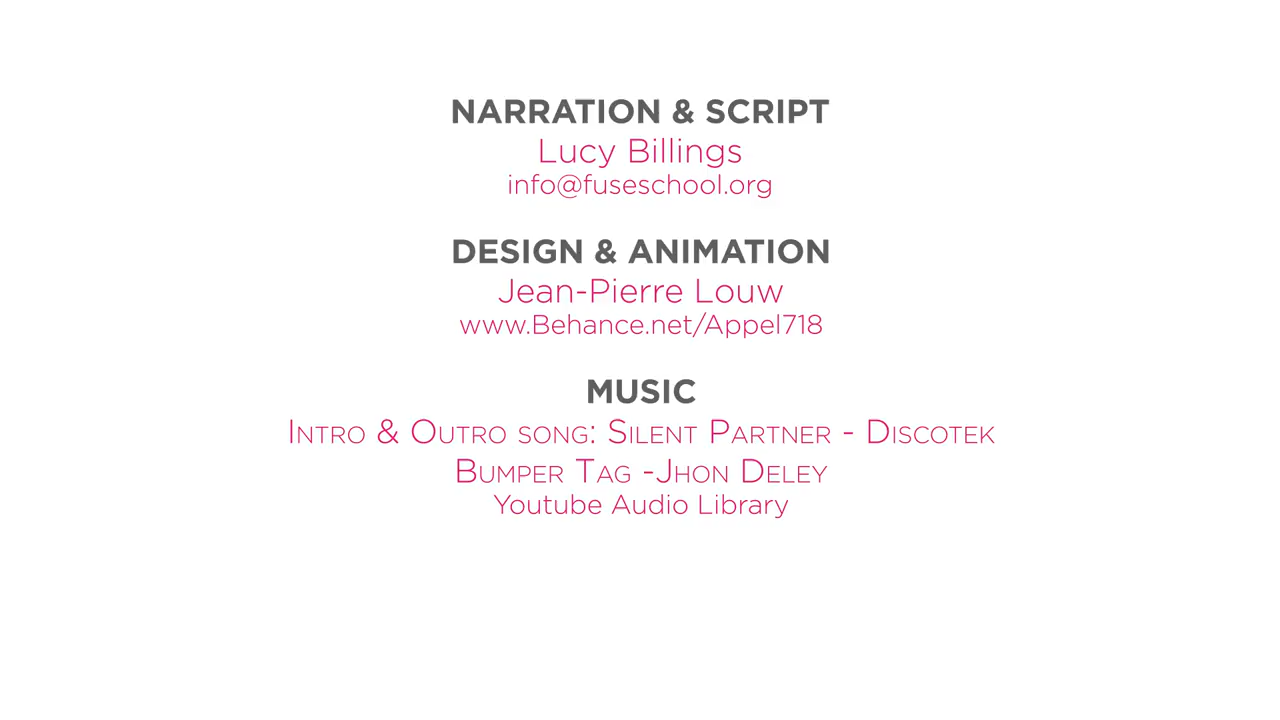 NARRATION & SCRIPT
Lucy Billings
info@fuseschool.org
DESIGN & ANIMATION
Jean-Pierre Louw
www.Behance.net/Appel718
MUSIC
Intro & Outro song: Silent Partner - Discotek
Bumper Tag -Jhon Deley
Youtube Audio Library